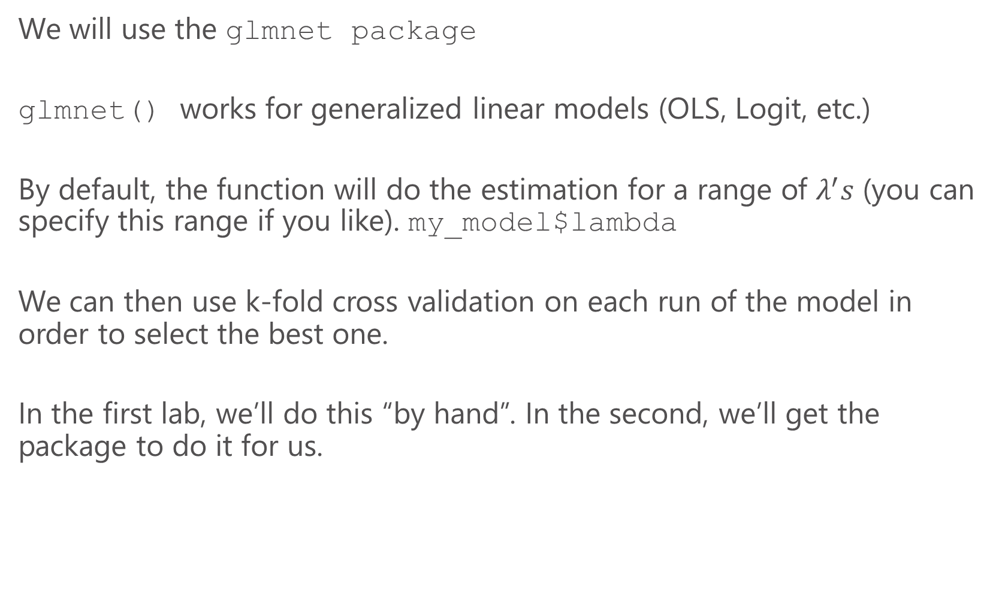 We will use the glmnet package
glmnet() works for generalized linear models (OLS, Logit, etc.)
By default, the function will do the estimation for a range of 𝜆′𝑠 (you can
specify this range if you like). my_model$lambda
We can then use k-fold cross validation on each run of the model in
order to select the best one.
In the first lab, we’ll do this “by hand”. In the second, we’ll get the
package to do it for us.